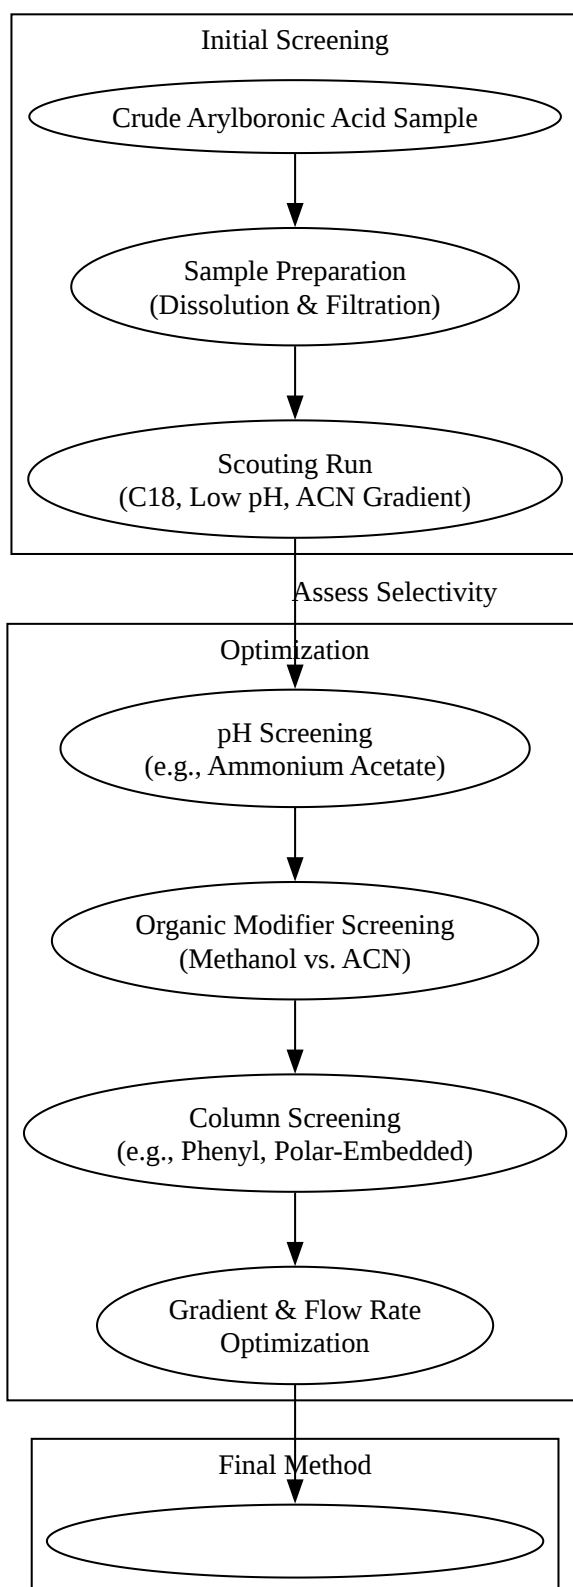 Initial Screening
Crude Arylboronic Acid Sample
Sample Preparation
(Dissolution & Filtration)
Scouting Run
(C18, Low pH, ACN Gradient)
Assess Selectivity
Optimization
pH Screening
(e.g., Ammonium Acetate)
Organic Modifier Screening
(Methanol vs. ACN)
Column Screening
(e.g., Phenyl, Polar-Embedded)
Gradient & Flow Rate
Optimization
Final Method